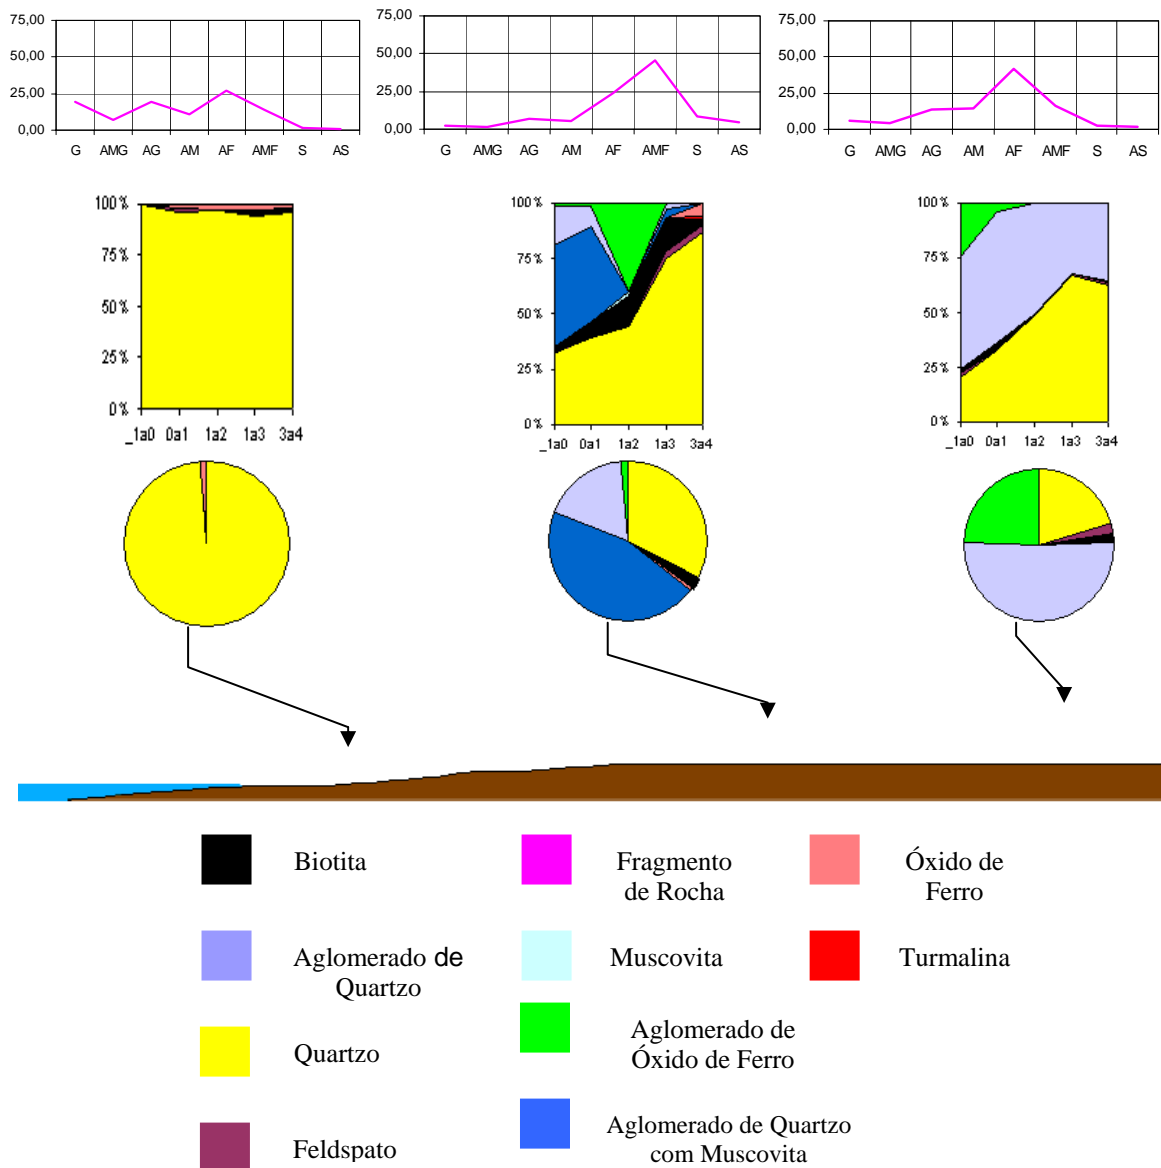 75,00
50,00
25,00
0,00
G AMG AG AM AF AMF S AS
75,00
50,00
25,00
0,00
G AMG AG AM AF AMF S AS
75,00
50,00
25,00
0,00
G AMG AG AM AF AMF S AS
100%
75%
50%
25%
0%
_1a0 0a1 1a2 1a3 3a4
100%
75%
50%
25%
0%
_1a0 0a1 1a2 1a3 3a4
100%
75%
50%
25%
0%
_1a0 0a1 1a2 1a3 3a4
Biotita
Fragmento
de Rocha
Óxido de
Ferro
Aglomerado de
Quartzo
Muscovita
Turmalina
Quartzo
Aglomerado de
Óxido de Ferro
Feldspato
Aglomerado de Quartzo
com Muscovita